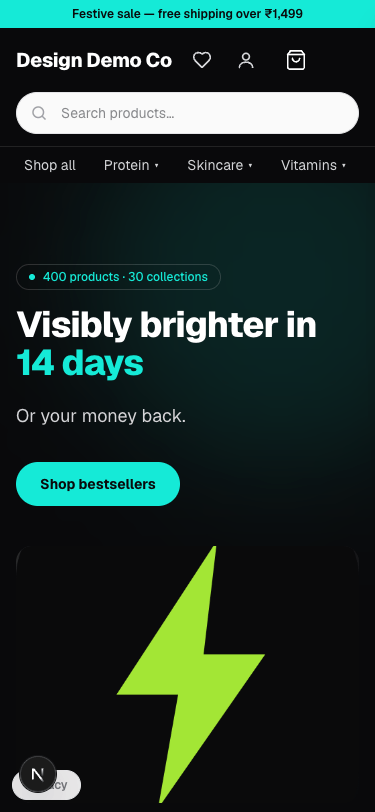 Festive sale — free shipping over ₹1,499
Design Demo Co
Search products...
Shop all Protein Skincare Vitamins
400 products · 30 collections
Visibly brighter in
14 days
Or your money back.
Shop bestsellers
N